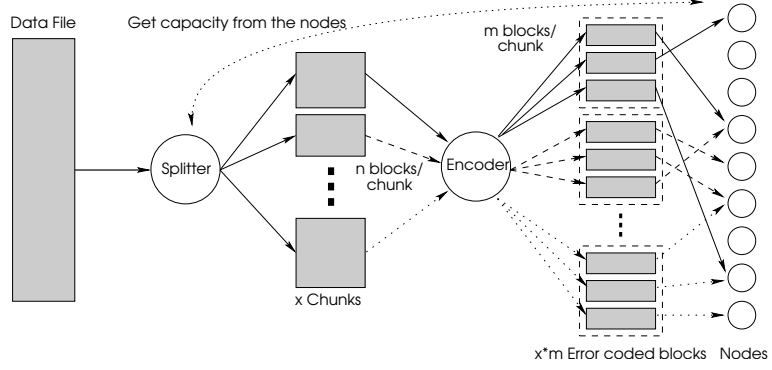 Data File
Get capacity from the nodes
m blocks/
chunk
Splitter
n blocks/
chunk
Encoder
x Chunks
x*m Error coded blocks
Nodes